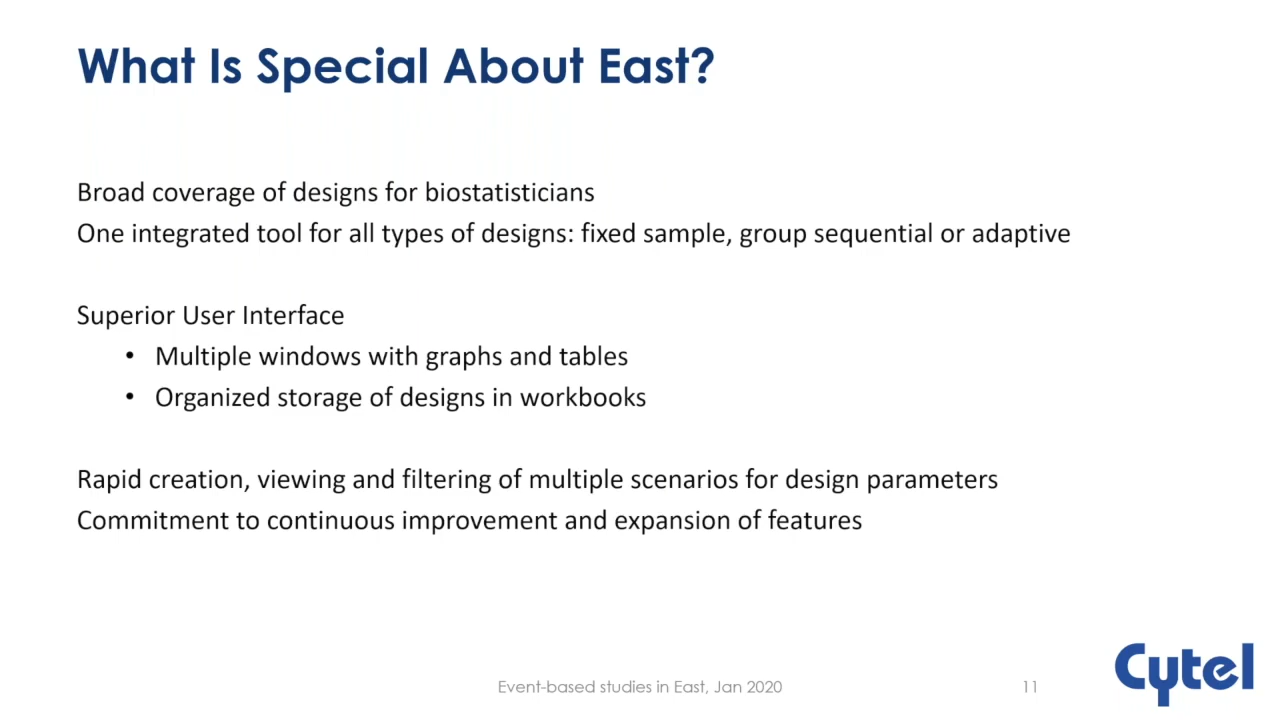 What Is Special About East?
Broad coverage of designs for biostatisticians
One integrated tool for all types of designs: fixed sample, group sequential or adaptive
Superior User Interface
• Multiple windows with graphs and tables
• Organized storage of designs in workbooks
Rapid creation, viewing and filtering of multiple scenarios for design parameters
Commitment to continuous improvement and expansion of features
Event-based studies in East, Jan 2020
11
Cytel